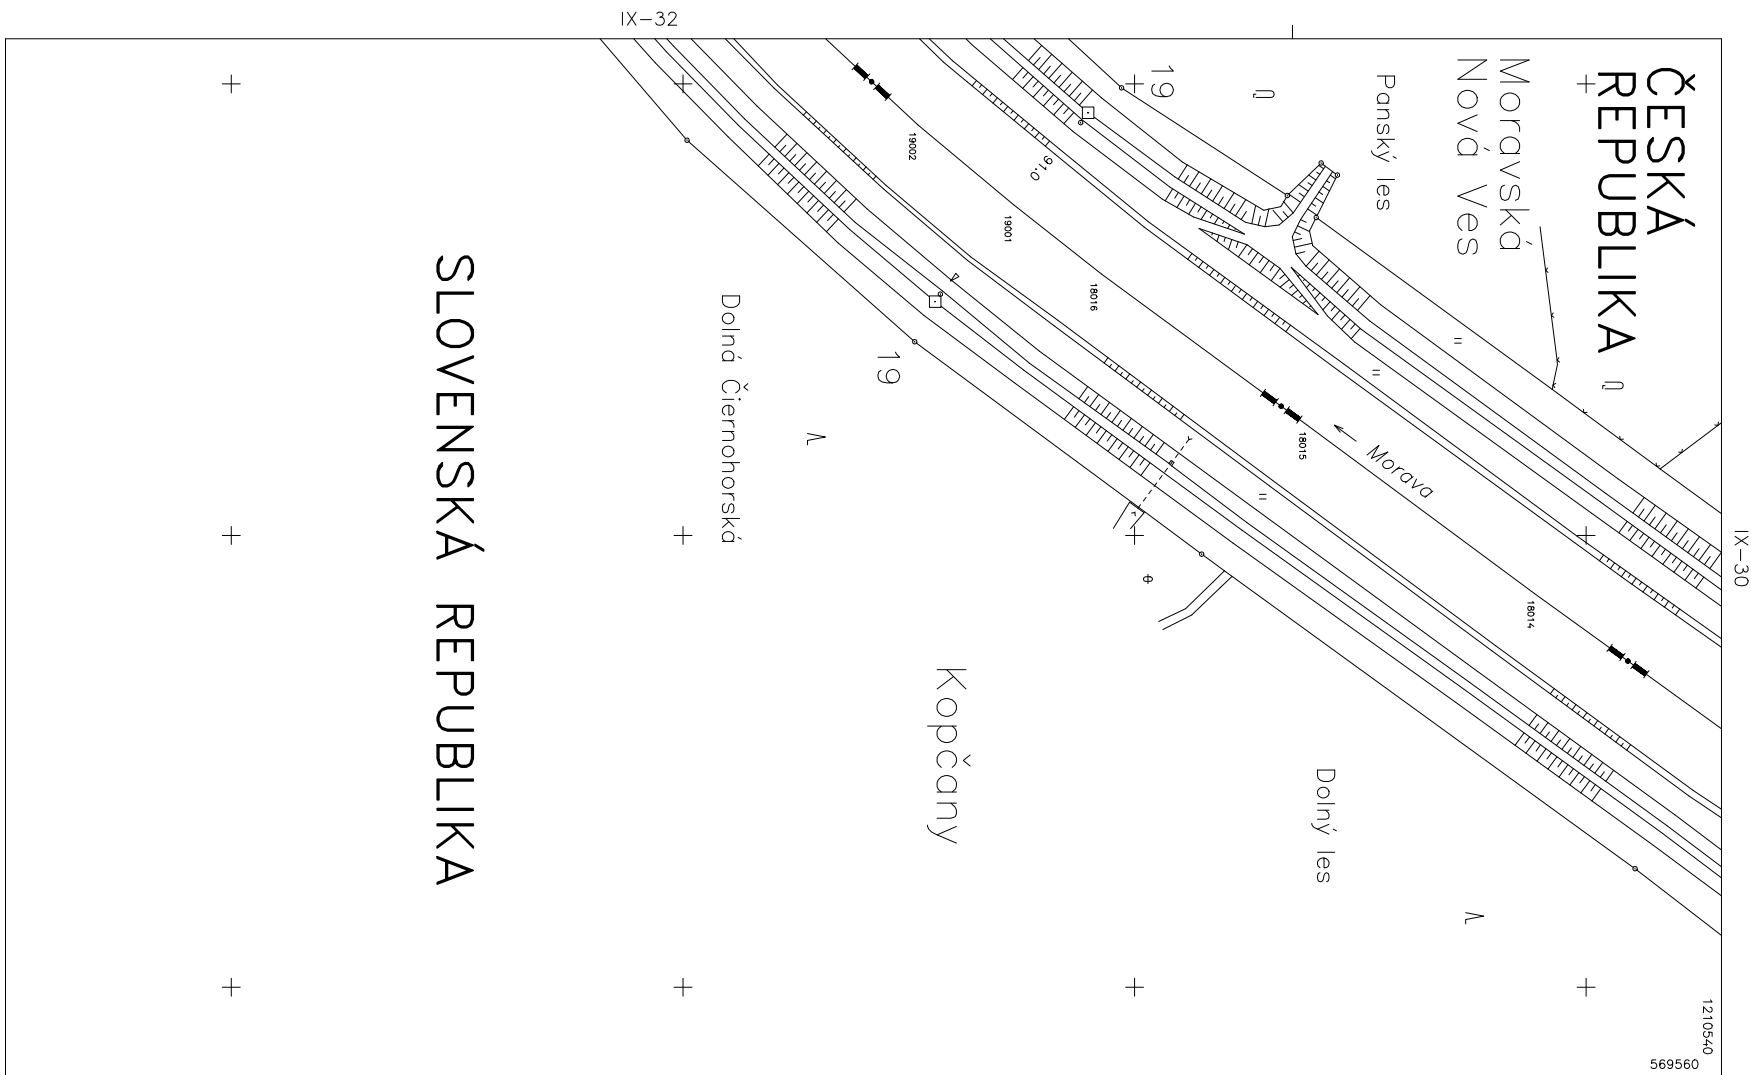 IX-32
ČESKÁ
REPUBLIKA
Moravská
Nová Ves
Panský les
19
19002
91.0
19001
18016
18015
Morava
IX-30
18014
SLOVENSKÁ REPUBLIKA
Dolná Čiernohorská
19
Kopčany
Dolný les
1210540
569560